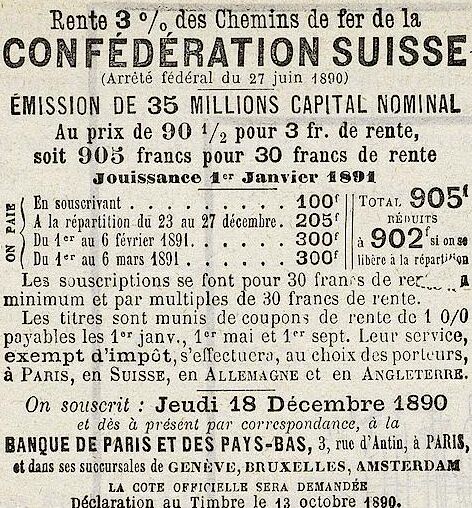 Rente 3 % des Chemins de fer de la
CONFÉDÉRATION SUISSE
(Arrêté fédéral du 27 juin 1890)
ÉMISSION DE 35 MILLIONS CAPITAL NOMINAL
Au prix de 90 1/2 pour 3 fr. de rente,
soit 905 francs pour 30 francs de rente
Jouissance 1er Janvier 1891
ON PAIE
En souscrivant . . . . . . . . . 100f
A la répartition du 23 au 27 décembre. 205f
Du 1er au 6 février 1891. . . . . . 300f
Du 1er au 6 mars 1891 . . . . . . 300f
TOTAL 905f
RÉDUITS
à 902f si on se
libère à la répartition
Les souscriptions se font pour 30 francs de
minimum et par multiples de 30 francs de rente.
Les titres sont munis de coupons de rente de 1 0/0
payables les 1er janv., 1er mai et 1er sept. Leur service,
exempt d'impôt, s'effectuera, au choix des porteurs,
à PARIS, en SUISSE, en ALLEMAGNE et en ANGLETERRE.
On souscrit : Jeudi 18 Décembre 1890
et dès à présent par correspondance, à la
BANQUE DE PARIS ET DES PAYS-BAS, 3, rue d'Antin, à PARIS,
et dans ses succursales de GENÈVE, BRUXELLES, AMSTERDAM
LA COTE OFFICIELLE SERA DEMANDÉE
Déclaration au Timbre le 13 octobre 1890.